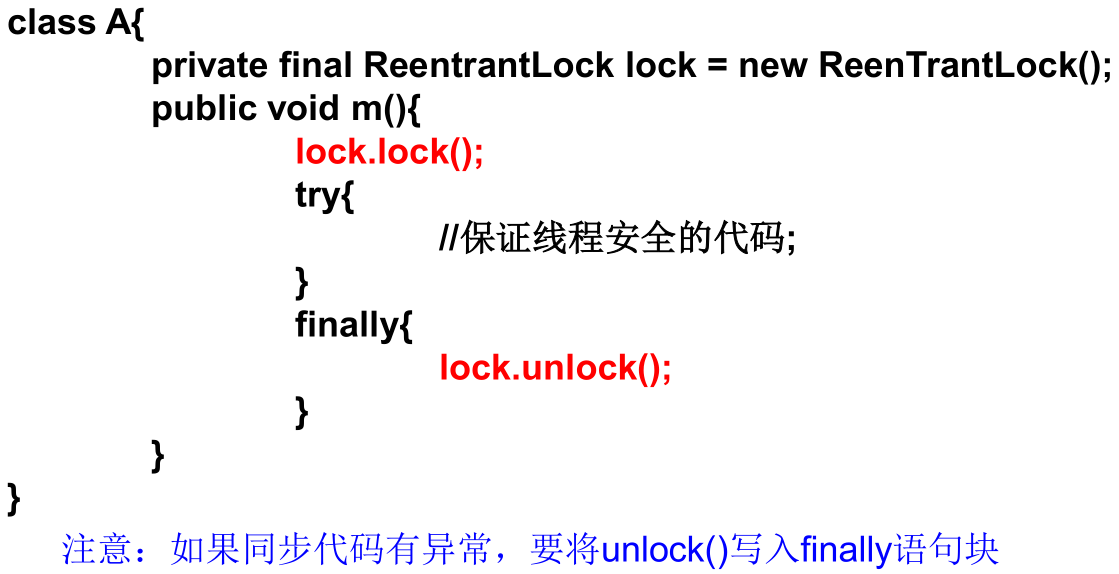 class A{
private final ReentrantLock lock = new ReenTrantLock();
public void m(){
lock.lock();
try{
//保证线程安全的代码;
}
finally{
lock.unlock();
}
}
}
注意：如果同步代码有异常，要将unlock()写入finally语句块